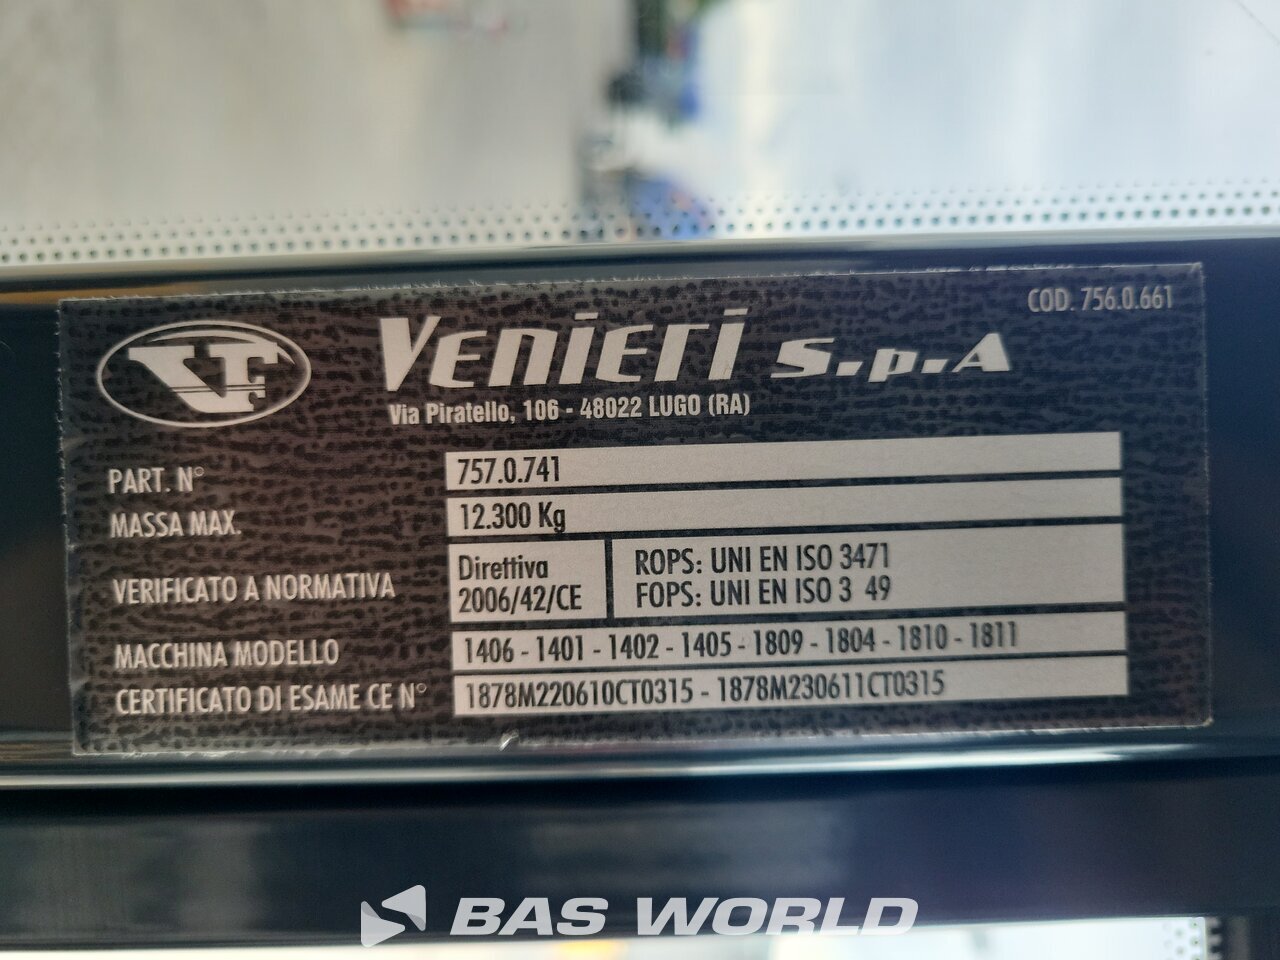 COD. 756.0.661
VF
VENIERI S.p.A
Via Piratello, 106 - 48022 LUGO (RA)
PART. N° 757.0.741
MASSA MAX. 12.300 Kg
VERIFICATO A NORMATIVA
Direttiva
2006/42/CE
ROPS: UNI EN ISO 3471
FOPS: UNI EN ISO 3 49
MACCHINA MODELLO 1406 - 1401 - 1402 - 1405 - 1809 - 1804 - 1810 - 1811
CERTIFICATO DI ESAME CE N° 1878M220610CT0315 - 1878M230611CT0315
BAS WORLD